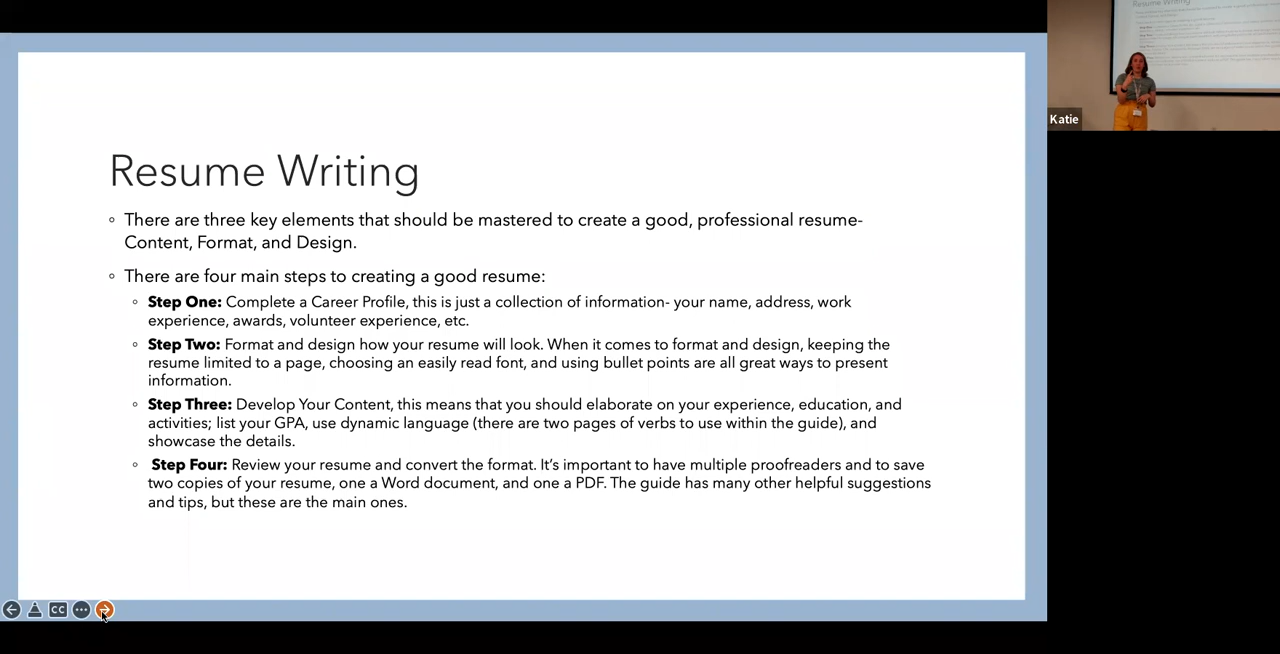 Resume Writing
There are three key elements that should be mastered to create a good, professional resume-
Content, Format, and Design.
There are four main steps to creating a good resume:
Step One: Complete a Career Profile, this is just a collection of information- your name, address, work
experience, awards, volunteer experience, etc.
Step Two: Format and design how your resume will look. When it comes to format and design, keeping the
resume limited to a page, choosing an easily read font, and using bullet points are all great ways to present
information.
Step Three: Develop Your Content, this means that you should elaborate on your experience, education, and
activities; list your GPA, use dynamic language (there are two pages of verbs to use within the guide), and
showcase the details.
Step Four: Review your resume and convert the format. It’s important to have multiple proofreaders and to save
two copies of your resume, one a Word document, and one a PDF. The guide has many other helpful suggestions
and tips, but these are the main ones.
CC
Resume Writing
Katie